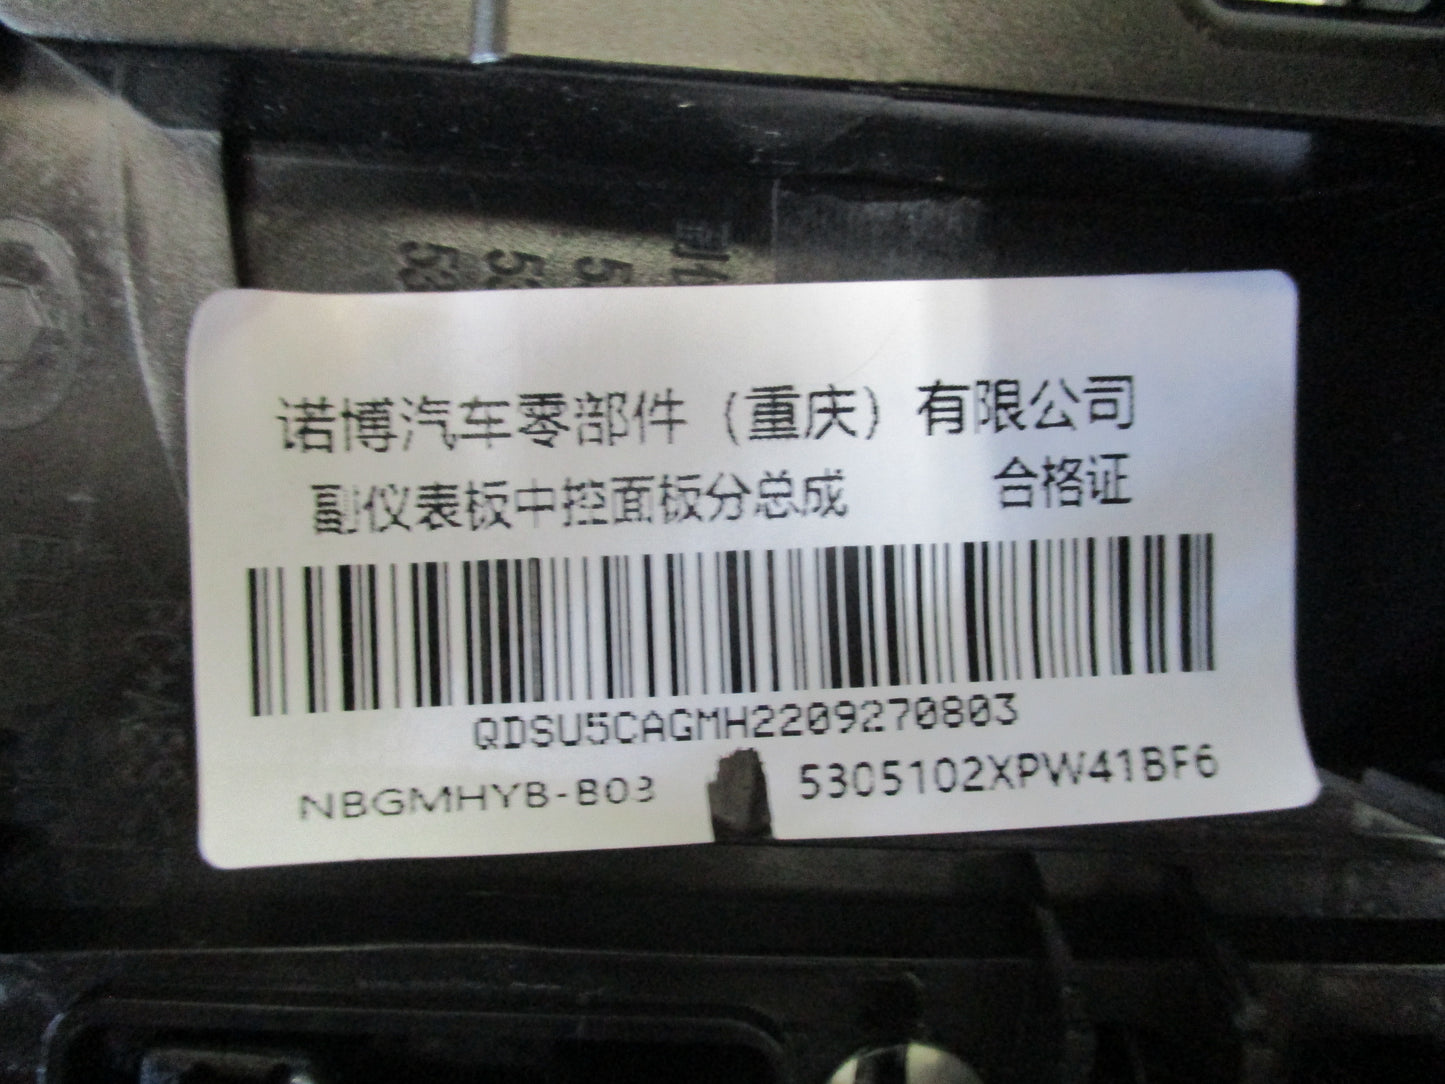 诺博汽车零部件（重庆）有限公司
副仪表板中控面板分总成 合格证
QDSU5CAGMH2209270803
NBGMHYB-B03 5305102XPW41BF6